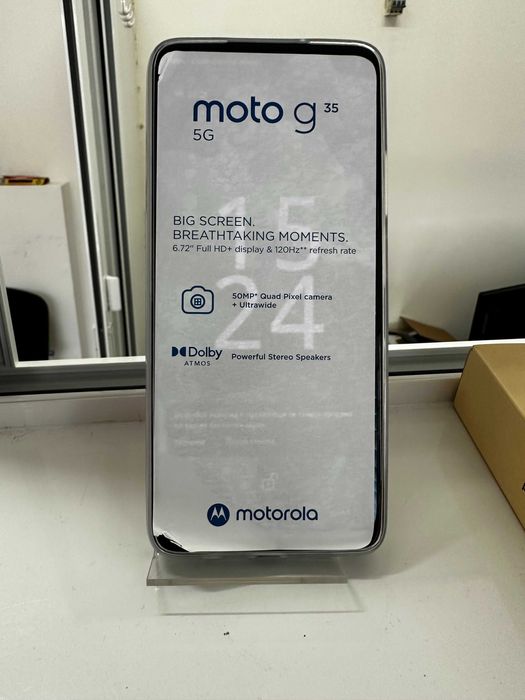 moto g 35
5G
15
BIG SCREEN.
BREATHTAKING MOMENTS.
6.72" Full HD+ display & 120Hz** refresh rate
24
50MP* Quad Pixel camera
+ Ultrawide
Dolby
ATMOS
Powerful Stereo Speakers
motorola